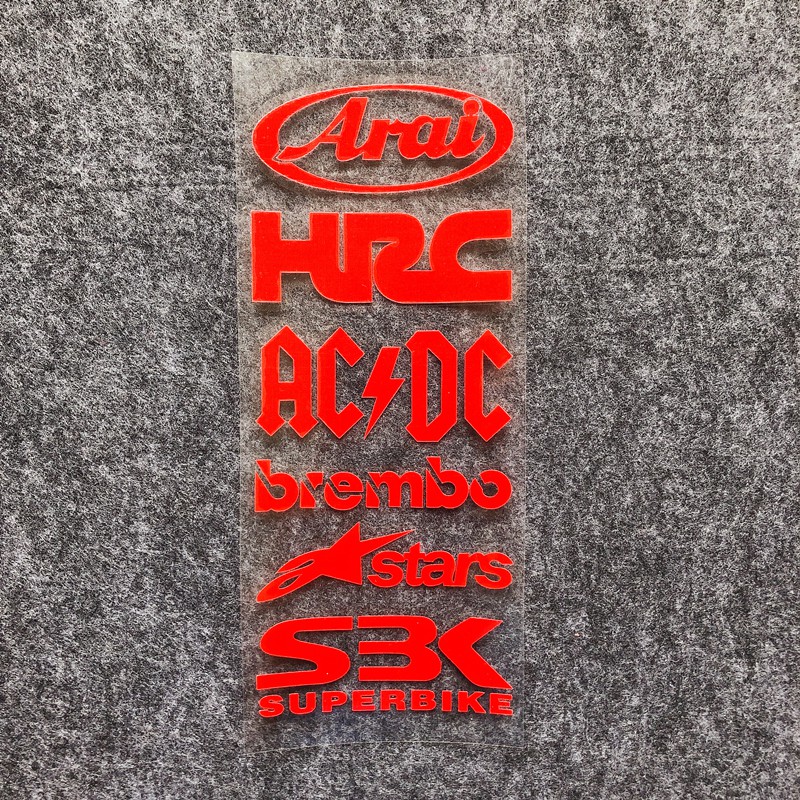 Arai
HRC
AC⚡DC
brembo
stars
SBK
SUPERBIKE